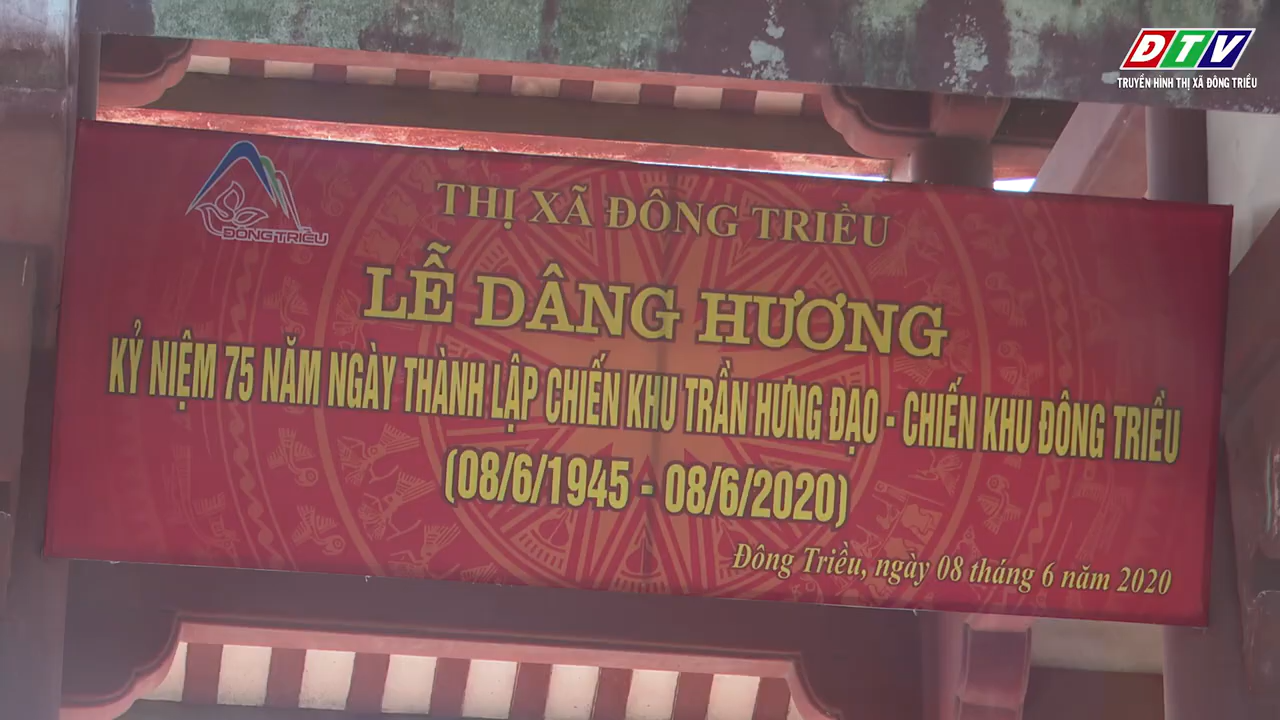 DTV
TRUYỀN HÌNH THỊ XÃ ĐÔNG TRIỀU
ĐÔNG TRIỀU
THỊ XÃ ĐÔNG TRIỀU
LỄ DÂNG HƯƠNG
KỶ NIỆM 75 NĂM NGÀY THÀNH LẬP CHIẾN KHU TRẦN HƯNG ĐẠO - CHIẾN KHU ĐÔNG TRIỀU
(08/6/1945 - 08/6/2020)
Đông Triều, ngày 08 tháng 6 năm 2020